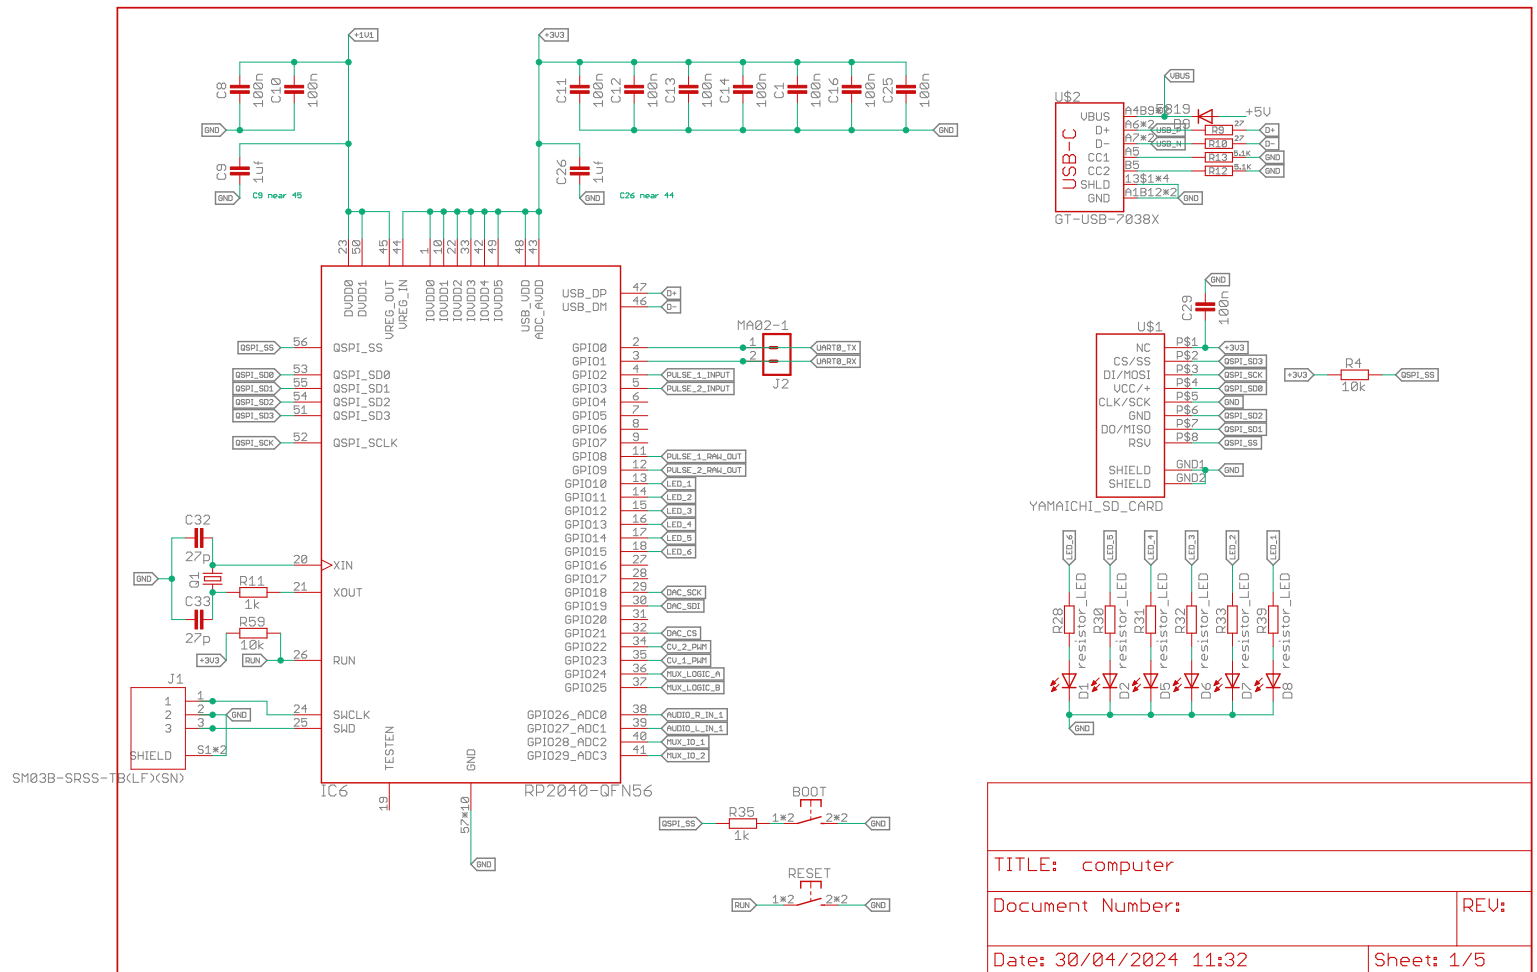 +1V1
+3V3
C8 100n
C10 100n
C11 100n
C12 100n
C13 100n
C14 100n
C1 100n
C16 100n
C25 100n
GND
GND
C9 1uf
GND
C9 near 45
C26 1uf
GND
C26 near 44
23 50 45 44 1 10 22 33 42 49 48 43
DVDD0 DVDD1 VREG_OUT VREG_IN IOVDD0 IOVDD1 IOVDD2 IOVDD3 IOVDD4 IOVDD5 USB_VDD ADC_AVDD
QSPI_SS 56 QSPI_SS
QSPI_SD0 53 QSPI_SD0
QSPI_SD1 55 QSPI_SD1
QSPI_SD2 54 QSPI_SD2
QSPI_SD3 51 QSPI_SD3
QSPI_SCK 52 QSPI_SCLK
C32
27p
GND
Q1
20 XIN
R11
1k
21 XOUT
C33
27p
R59
10k
+3V3
RUN 26 RUN
J1
1
2
3
SHIELD
1
2
3
S1*2
GND
24 SWCLK
25 SWD
SM03B-SRSS-TB(LF)(SN)
USB_DP 47 D+
USB_DM 46 D-
GPIO0 2
GPIO1 3
MA02-1
1 UART0_TX
2 UART0_RX
J2
GPIO2 4 PULSE_1_INPUT
GPIO3 5 PULSE_2_INPUT
GPIO4 6
GPIO5 7
GPIO6 8
GPIO7 9
GPIO8 11 PULSE_1_RAW_OUT
GPIO9 12 PULSE_2_RAW_OUT
GPIO10 13 LED_1
GPIO11 14 LED_2
GPIO12 15 LED_3
GPIO13 16 LED_4
GPIO14 17 LED_5
GPIO15 18 LED_6
GPIO16 27
GPIO17 28
GPIO18 29 DAC_SCK
GPIO19 30 DAC_SDI
GPIO20 31
GPIO21 32 DAC_CS
GPIO22 34 CV_2_PWM
GPIO23 35 CV_1_PWM
GPIO24 36 MUX_LOGIC_A
GPIO25 37 MUX_LOGIC_B
GPIO26_ADC0 38 AUDIO_R_IN_1
GPIO27_ADC1 39 AUDIO_L_IN_1
GPIO28_ADC2 40 MUX_IO_1
GPIO29_ADC3 41 MUX_IO_2
TESTEN GND
IC6 RP2040-QFN56
19 57*10
GND
VBUS
U$2
USB-C
VBUS A4B9*2 5819 +5V
D9
D+ A6*2 USB_P R9 27 D+
D- A7*2 USB_N R10 27 D-
CC1 A5 R13 5.1K GND
CC2 B5 R12 5.1K GND
SHLD 13$1*4
GND A1B12*2 GND
GT-USB-7038X
GND
C29 100n
U$1
NC P$1 +3V3
CS/SS P$2 QSPI_SD3
DI/MOSI P$3 QSPI_SCK
VCC/+ P$4 QSPI_SD0
CLK/SCK P$5 GND
GND P$6 QSPI_SD2
DO/MISO P$7 QSPI_SD1
RSV P$8 QSPI_SS
SHIELD GND1 GND
SHIELD GND2
YAMAICHI_SD_CARD
+3V3 R4 QSPI_SS
10k
LED_6 LED_5 LED_4 LED_3 LED_2 LED_1
R28 resistor_LED
R30 resistor_LED
R31 resistor_LED
R32 resistor_LED
R33 resistor_LED
R39 resistor_LED
D1 D2 D5 D6 D7 D8
GND
BOOT
QSPI_SS R35 1*2 2*2 GND
1k
RESET
RUN 1*2 2*2 GND
TITLE: computer
Document Number:
REV:
Date: 30/04/2024 11:32
Sheet: 1/5